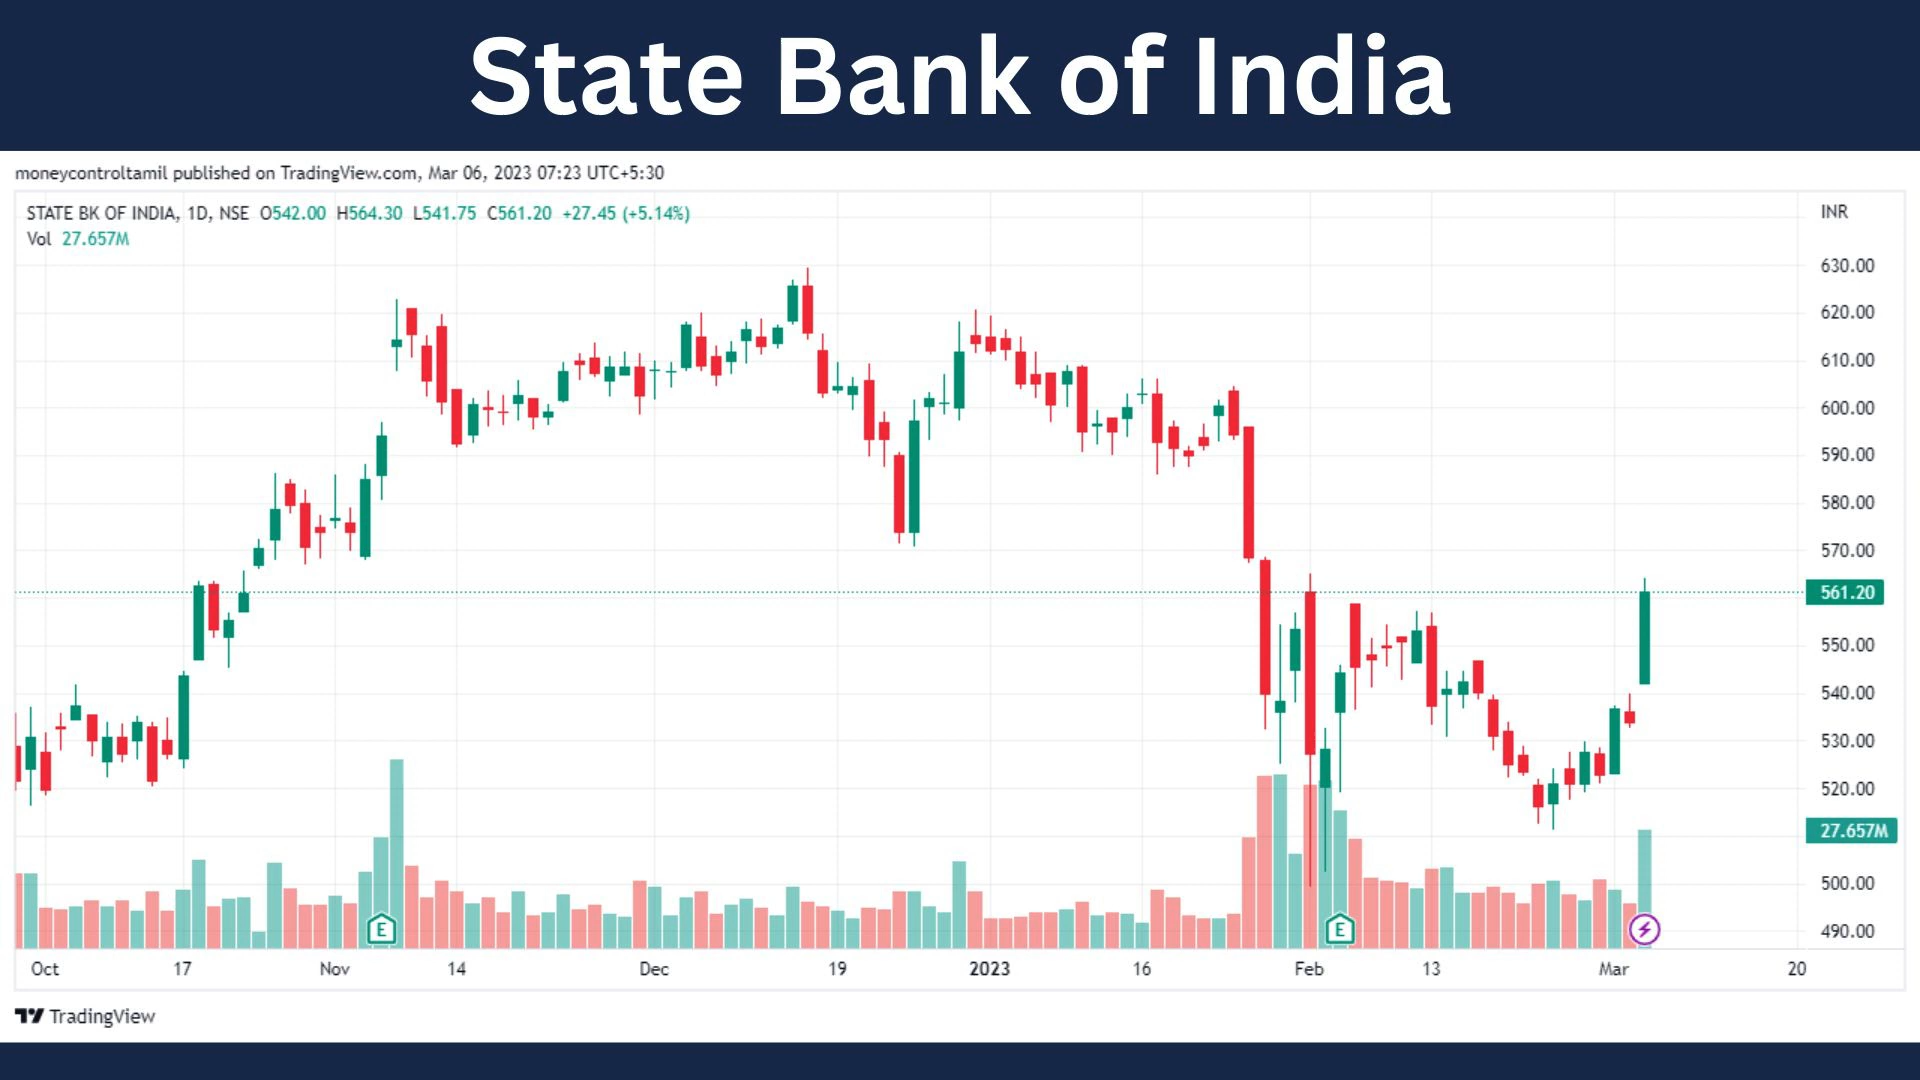 State Bank of India
moneycontroltamil published on TradingView.com, Mar 06, 2023 07:23 UTC+5:30
STATE BK OF INDIA, 1D, NSE O542.00 H564.30 L541.75 C561.20 +27.45 (+5.14%)
INR
Vol 27.657M
630.00
620.00
610.00
600.00
590.00
580.00
570.00
561.20
550.00
540.00
530.00
520.00
27.657M
500.00
E
E
490.00
Oct 17 Nov 14 Dec 19 2023 16 Feb 13 Mar 20
TradingView